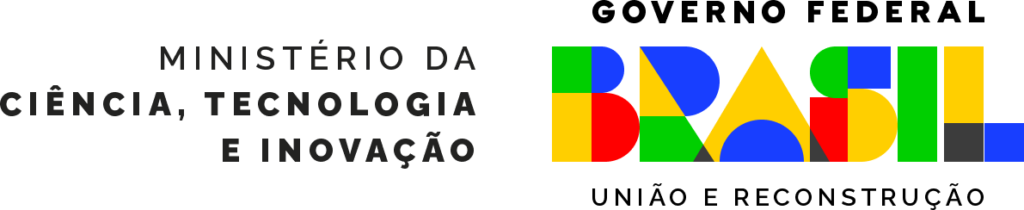 MINISTÉRIO DA
CIÊNCIA, TECNOLOGIA
E INOVAÇÃO
GOVERNO FEDERAL
BRASIL
UNIÃO E RECONSTRUÇÃO